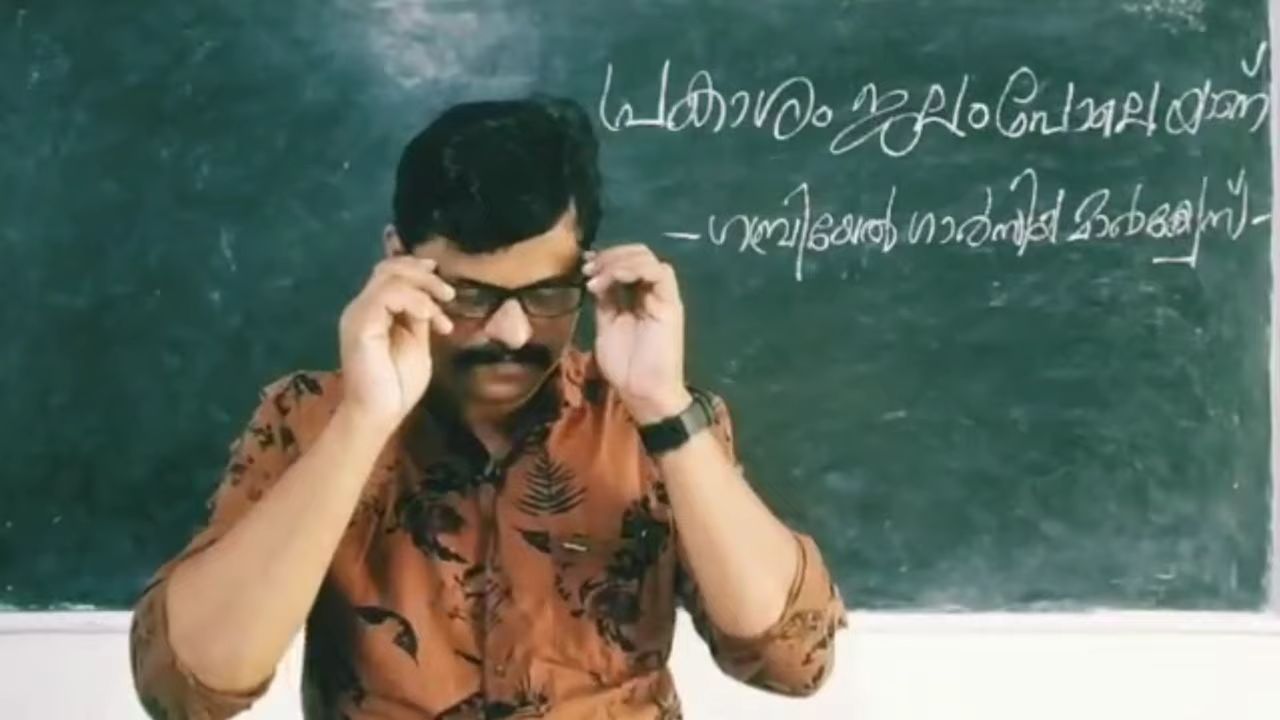 പ്രകാശം ജലംപോലെയാണ്
-ഗബ്രിയേൽ ഗാർസിയ മാർക്വേസ്-